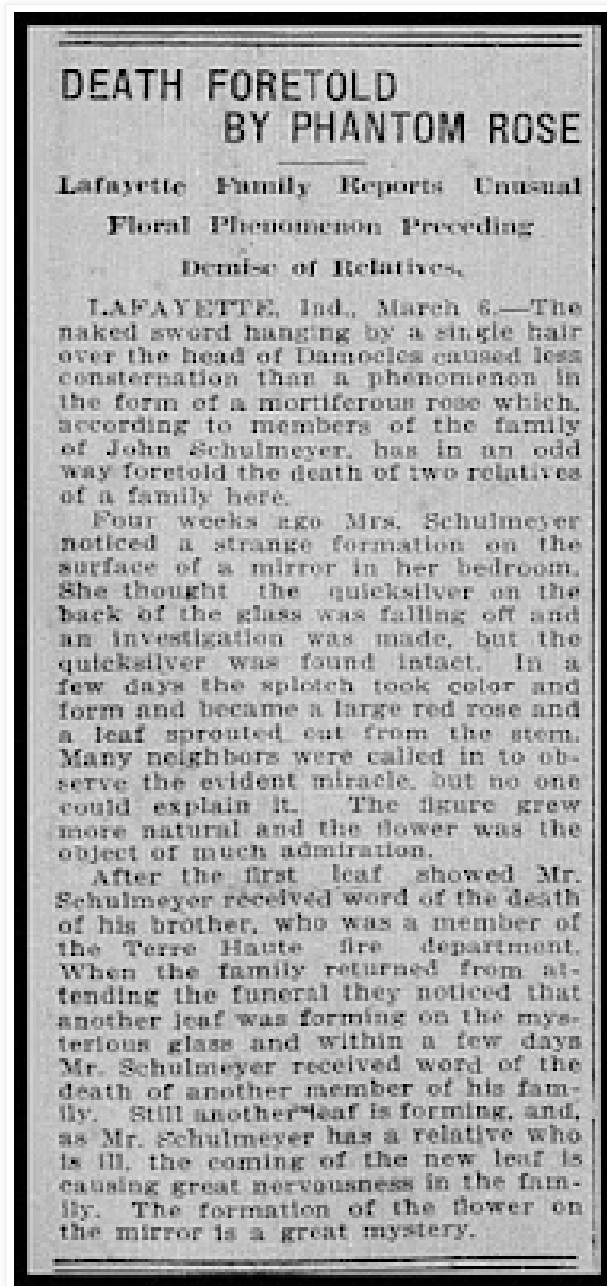 DEATH FORETOLD
BY PHANTOM ROSE
Lafayette Family Reports Unusual
Floral Phenomenon Preceding
Demise of Relatives.
LAFAYETTE, Ind., March 6.—The
naked sword hanging by a single hair
over the head of Damocles caused less
consternation than a phenomenon in
the form of a mortiferous rose which,
according to members of the family
of John Schulmeyer, has in an odd
way foretold the death of two relatives
of a family here.
Four weeks ago Mrs. Schulmeyer
noticed a strange formation on the
surface of a mirror in her bedroom.
She thought the quicksilver on the
back of the glass was falling off and
an investigation was made, but the
quicksilver was found intact. In a
few days the splotch took color and
form and became a large red rose and
a leaf sprouted out from the stem.
Many neighbors were called in to ob-
serve the evident miracle, but no one
could explain it. The figure grew
more natural and the flower was the
object of much admiration.
After the first leaf showed Mr.
Schulmeyer received word of the death
of his brother, who was a member of
the Terre Haute fire department.
When the family returned from at-
tending the funeral they noticed that
another leaf was forming on the mys-
terious glass and within a few days
Mr. Schulmeyer received word of the
death of another member of his fam-
ily. Still another leaf is forming, and,
as Mr. Schulmeyer has a relative who
is ill, the coming of the new leaf is
causing great nervousness in the fam-
ily. The formation of the flower on
the mirror is a great mystery.